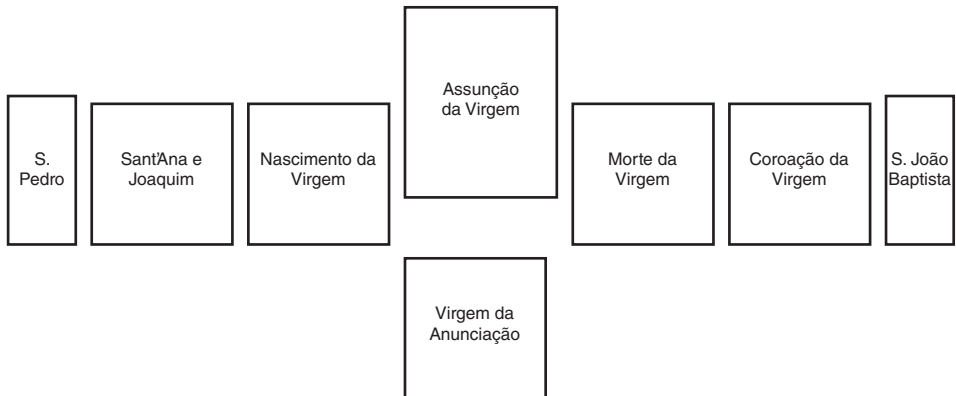 Assunção
da Virgem
S.
Pedro
Sant'Ana e
Joaquim
Nascimento da
Virgem
Morte da
Virgem
Coroação da
Virgem
S. João
Baptista
Virgem da
Anunciação